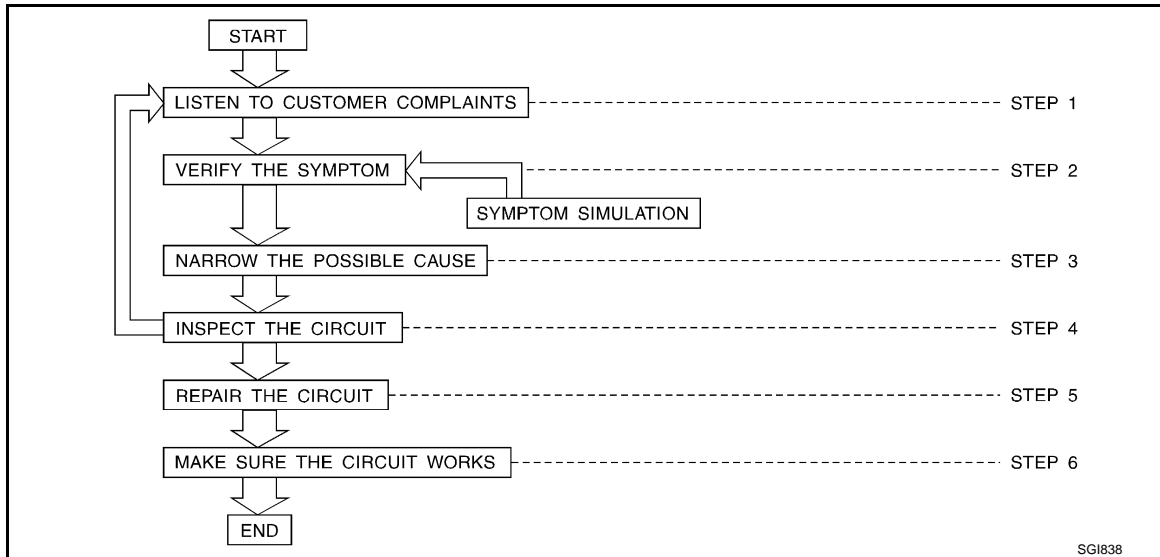 START
LISTEN TO CUSTOMER COMPLAINTS
STEP 1
VERIFY THE SYMPTOM
STEP 2
SYMPTOM SIMULATION
NARROW THE POSSIBLE CAUSE
STEP 3
INSPECT THE CIRCUIT
STEP 4
REPAIR THE CIRCUIT
STEP 5
MAKE SURE THE CIRCUIT WORKS
STEP 6
END
SGI838